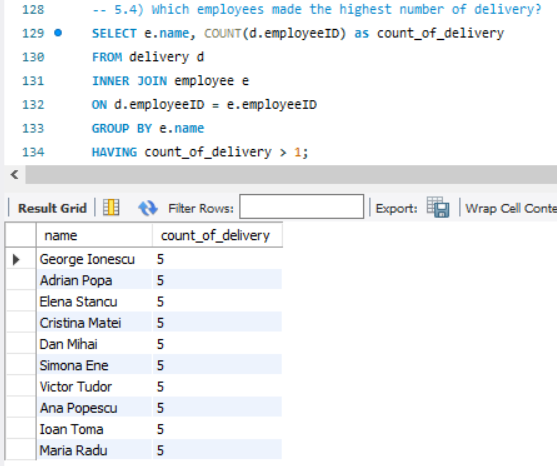 128 -- 5.4) Which employees made the highest number of delivery?
129 SELECT e.name, COUNT(d.employeeID) as count_of_delivery
130 FROM delivery d
131 INNER JOIN employee e
132 ON d.employeeID = e.employeeID
133 GROUP BY e.name
134 HAVING count_of_delivery > 1;
Result Grid Filter Rows: Export: Wrap Cell Conte
name count_of_delivery
George Ionescu 5
Adrian Popa 5
Elena Stancu 5
Cristina Matei 5
Dan Mihai 5
Simona Ene 5
Victor Tudor 5
Ana Popescu 5
Ioan Toma 5
Maria Radu 5